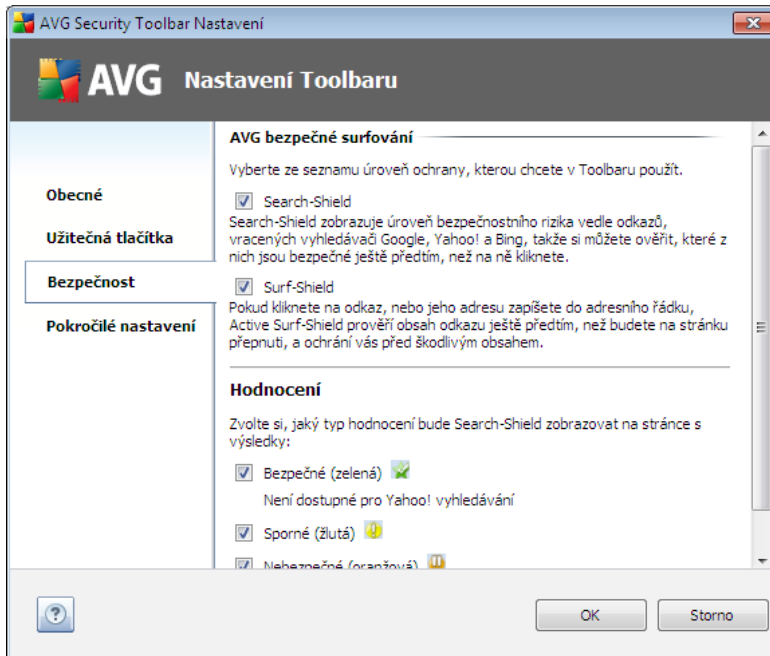 AVG Security Toolbar Nastavení
AVG Nastavení Toolbaru
Obecné
Užitečná tlačítka
Bezpečnost
Pokročilé nastavení
AVG bezpečné surfování
Vyberte ze seznamu úroveň ochrany, kterou chcete v Toolbaru použít.
Search-Shield
Search-Shield zobrazuje úroveň bezpečnostního rizika vedle odkazů,
vracených vyhledávači Google, Yahoo! a Bing, takže si můžete ověřit, které z
nich jsou bezpečné ještě předtím, než na ně kliknete.
Surf-Shield
Pokud kliknete na odkaz, nebo jeho adresu zapíšete do adresního řádku,
Active Surf-Shield prověří obsah odkazu ještě předtím, než budete na stránku
přepnuti, a ochrání vás před škodlivým obsahem.
Hodnocení
Zvolte si, jaký typ hodnocení bude Search-Shield zobrazovat na stránce s
výsledky:
Bezpečné (zelená)
Není dostupné pro Yahoo! vyhledávání
Sporné (žlutá)
Nebezpečné (oranžová)
?
OK
Storno